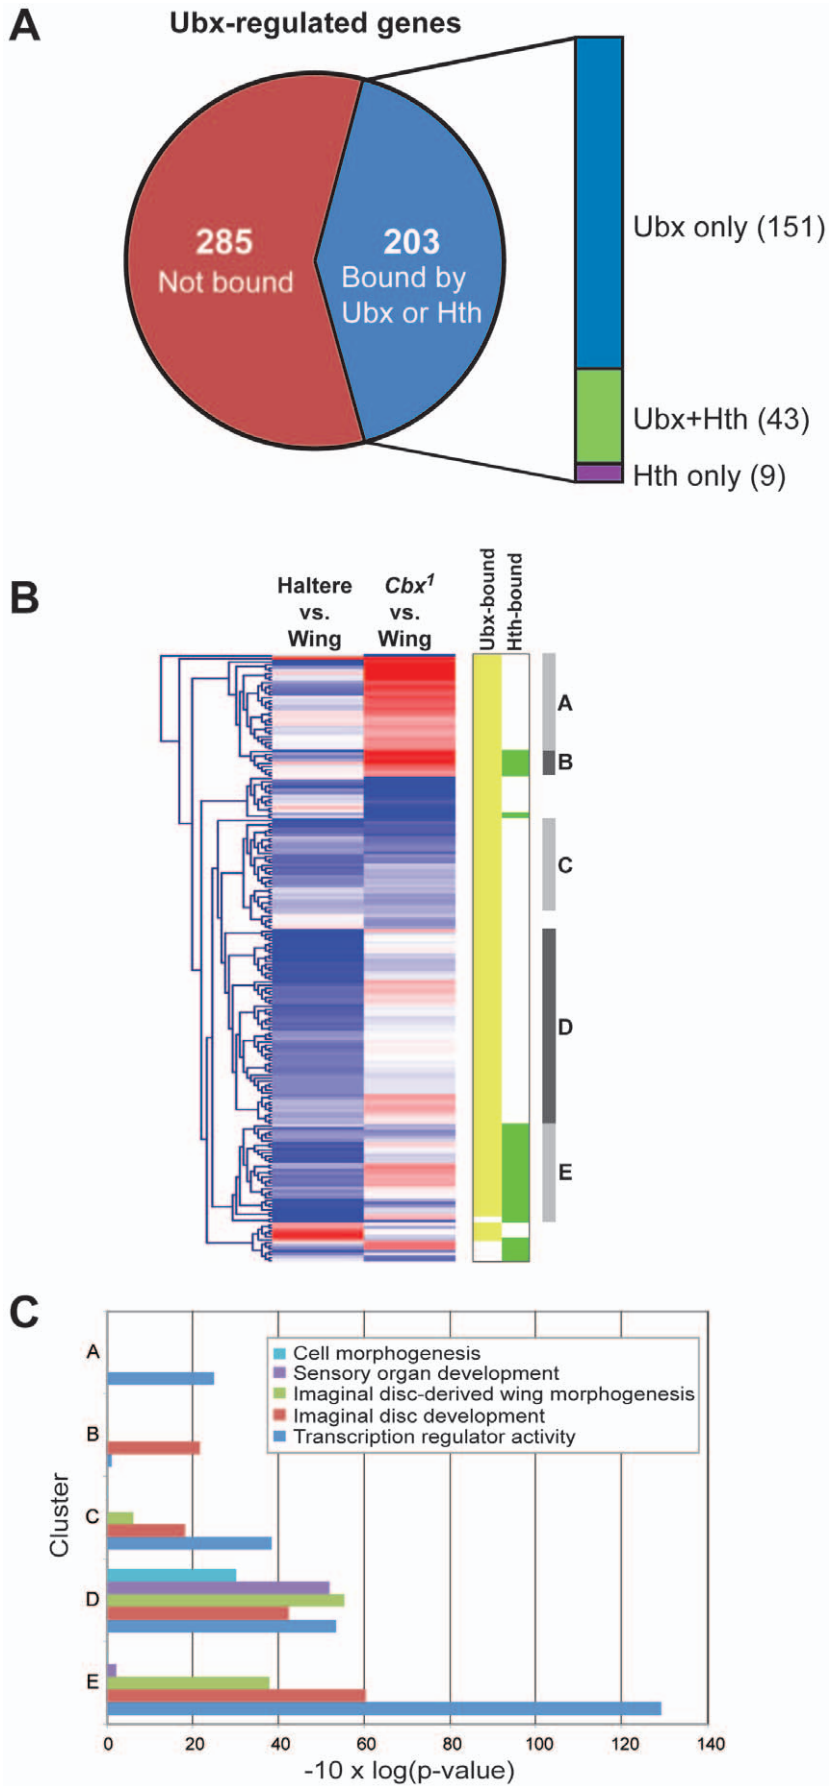 A
Ubx-regulated genes
285
Not bound
203
Bound by
Ubx or Hth
Ubx only (151)
Ubx+Hth (43)
Hth only (9)
B
Haltere
vs.
Wing
Cbx¹
vs.
Wing
Ubx-bound
Hth-bound
A
B
C
D
E
C
Cluster
A
B
C
D
E
Cell morphogenesis
Sensory organ development
Imaginal disc-derived wing morphogenesis
Imaginal disc development
Transcription regulator activity
0 20 40 60 80 100 120 140
-10 x log(p-value)